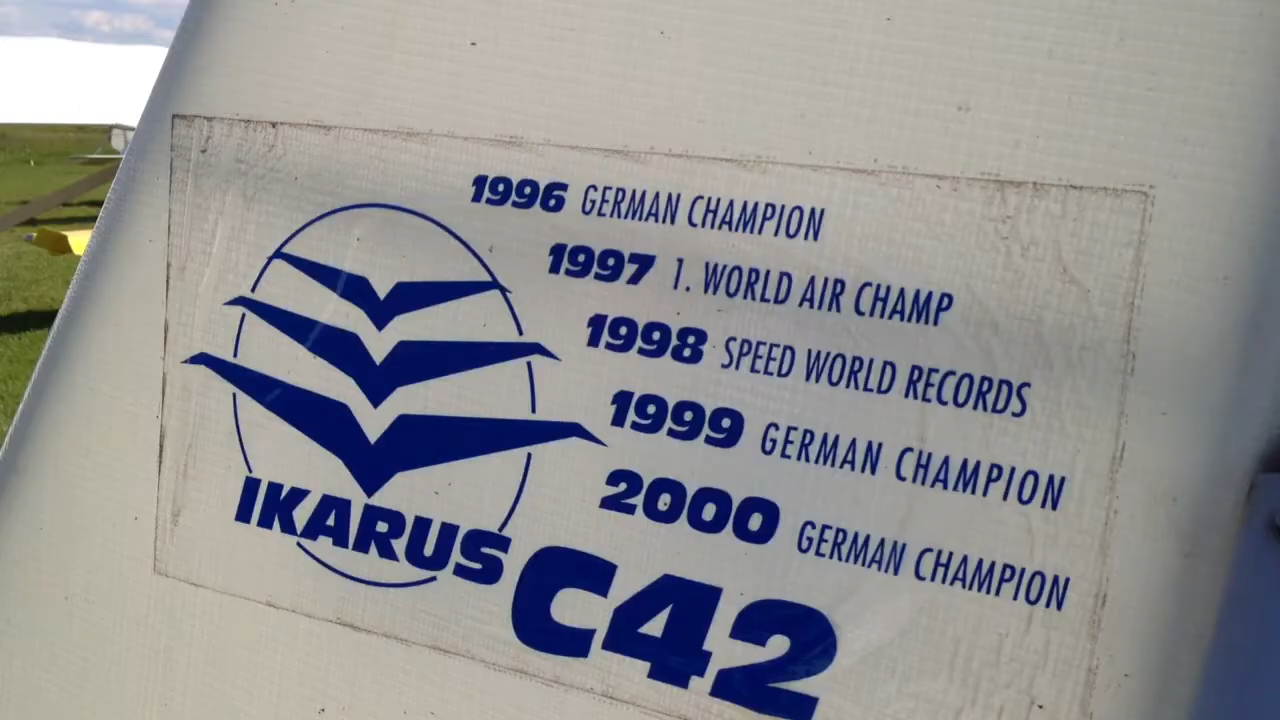 1996 GERMAN CHAMPION
1997 1. WORLD AIR CHAMP
1998 SPEED WORLD RECORDS
1999 GERMAN CHAMPION
2000 GERMAN CHAMPION
IKARUS C42